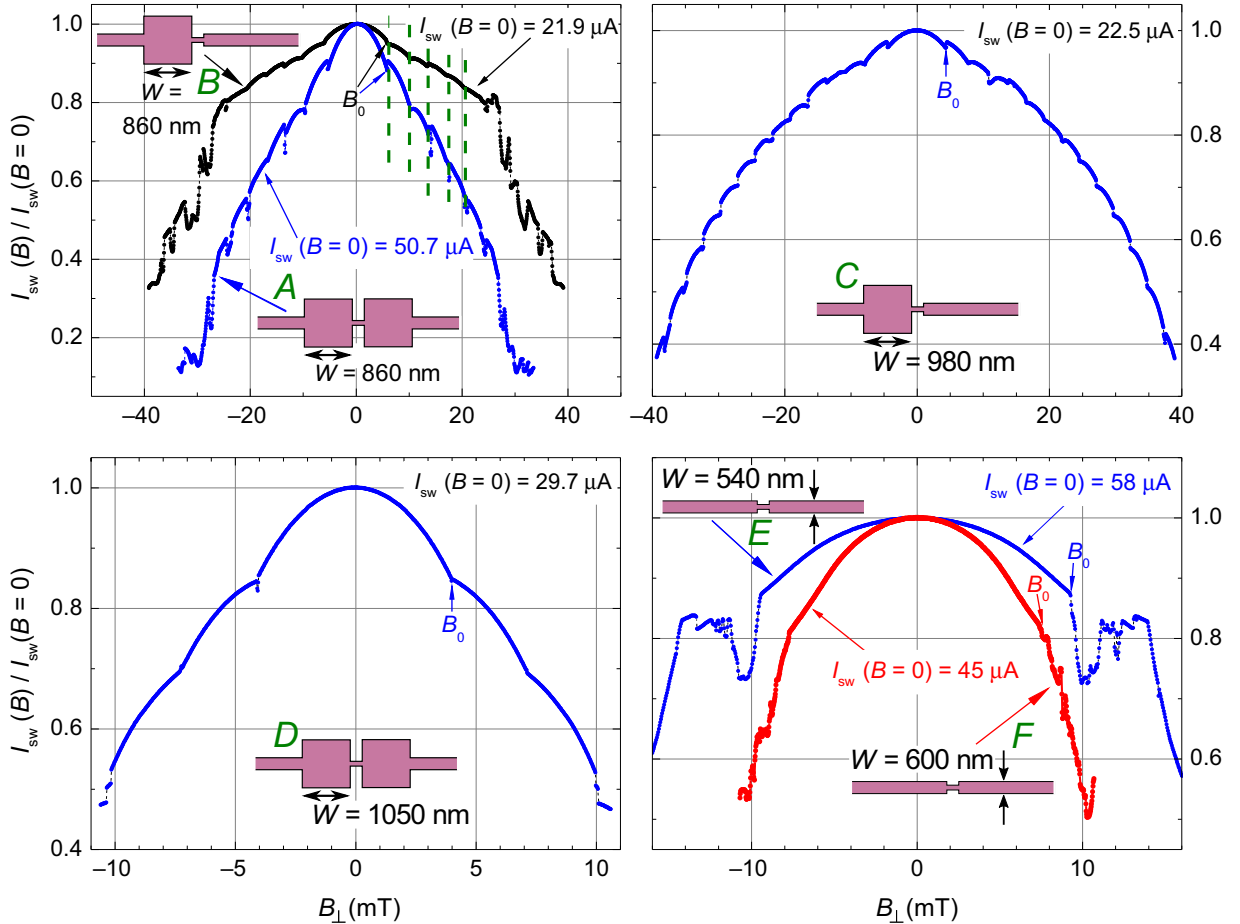 I_sw (B) / I_sw (B = 0)
1.0
0.8
0.6
0.4
0.2
–40
–20
0
20
40
I_sw (B = 0) = 21.9 µA
B
W =
860 nm
B_0
I_sw (B = 0) = 50.7 µA
A
W = 860 nm
I_sw (B = 0) = 22.5 µA
B_0
C
W = 980 nm
1.0
0.8
0.6
0.4
–40
–20
0
20
40
I_sw (B) / I_sw (B = 0)
1.0
0.8
0.6
0.4
I_sw (B = 0) = 29.7 µA
B_0
D
W = 1050 nm
–10
–5
0
5
10
B_⊥ (mT)
W = 540 nm
I_sw (B = 0) = 58 µA
E
B_0
B_0
I_sw (B = 0) = 45 µA
F
W = 600 nm
1.0
0.8
0.6
–10
0
10
B_⊥ (mT)